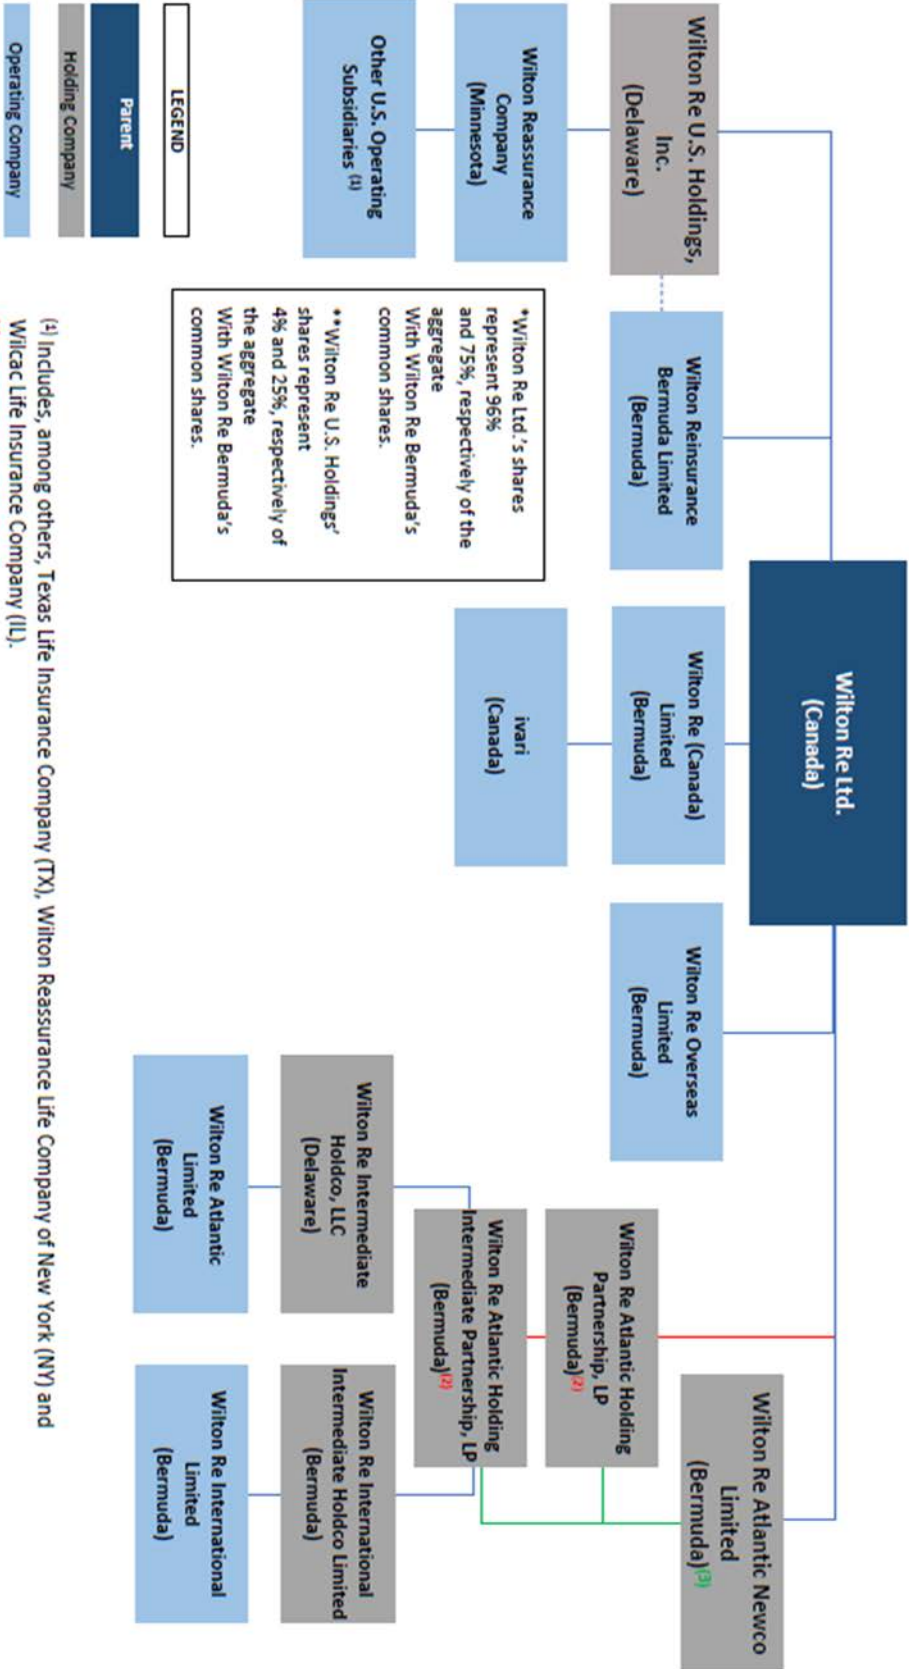 Wilton Re Ltd.
(Canada)
Wilton Re U.S. Holdings,
Inc.
(Delaware)
Wilton Reinsurance
Bermuda Limited
(Bermuda)
Wilton Re (Canada)
Limited
(Bermuda)
Wilton Re Overseas
Limited
(Bermuda)
Wilton Re Atlantic Newco
Limited
(Bermuda)(3)
Wilton Re Atlantic Holding
Partnership, LP
(Bermuda)(2)
Wilton Reassurance
Company
(Minnesota)
ivari
(Canada)
Wilton Re Atlantic Holding
Intermediate Partnership, LP
(Bermuda)(2)
Other U.S. Operating
Subsidiaries (1)
*Wilton Re Ltd.'s shares
represent 96%
and 75%, respectively of the
aggregate
With Wilton Re Bermuda's
common shares.
**Wilton Re U.S. Holdings'
shares represent
4% and 25%, respectively of
the aggregate
With Wilton Re Bermuda's
common shares.
Wilton Re Intermediate
Holdco, LLC
(Delaware)
Wilton Re International
Intermediate Holdco Limited
(Bermuda)
Wilton Re Atlantic
Limited
(Bermuda)
Wilton Re International
Limited
(Bermuda)
LEGEND
Parent
Holding Company
Operating Company
(1) Includes, among others, Texas Life Insurance Company (TX), Wilton Reassurance Life Company of New York (NY) and
Wilcac Life Insurance Company (IL).